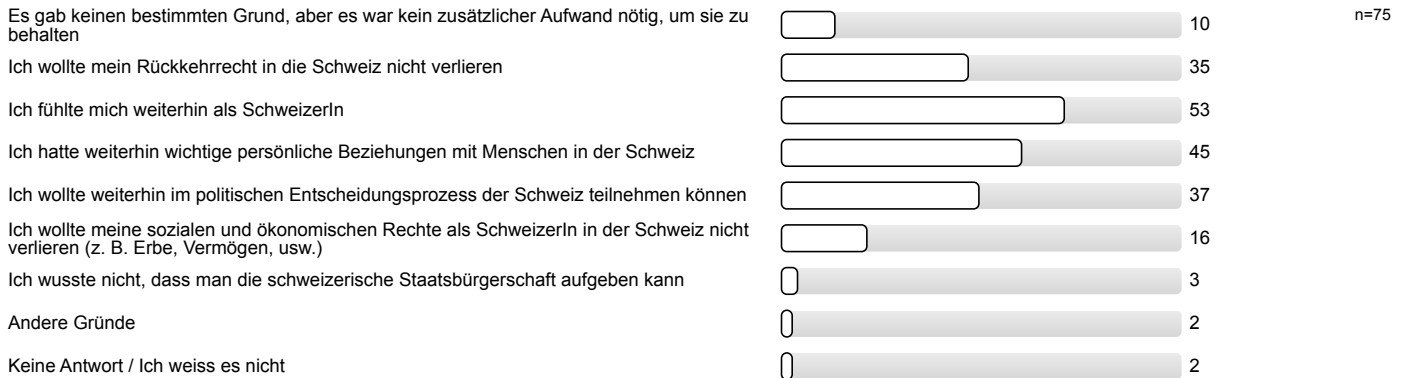 Es gab keinen bestimmten Grund, aber es war kein zusätzlicher Aufwand nötig, um sie zu
behalten
10
n=75
Ich wollte mein Rückkehrrecht in die Schweiz nicht verlieren
35
Ich fühlte mich weiterhin als SchweizerIn
53
Ich hatte weiterhin wichtige persönliche Beziehungen mit Menschen in der Schweiz
45
Ich wollte weiterhin im politischen Entscheidungsprozess der Schweiz teilnehmen können
37
Ich wollte meine sozialen und ökonomischen Rechte als SchweizerIn in der Schweiz nicht
verlieren (z. B. Erbe, Vermögen, usw.)
16
Ich wusste nicht, dass man die schweizerische Staatsbürgerschaft aufgeben kann
3
Andere Gründe
2
Keine Antwort / Ich weiss es nicht
2